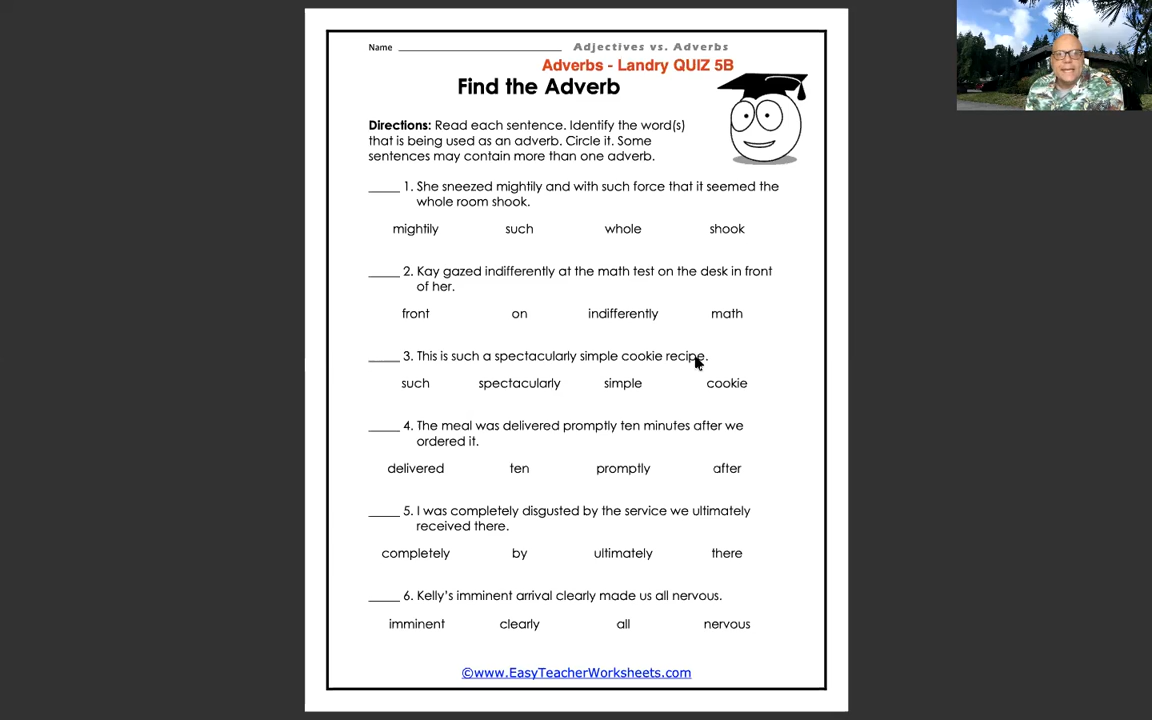 Name ____________________________ Adjectives vs. Adverbs
Adverbs - Landry QUIZ 5B
Find the Adverb
Directions: Read each sentence. Identify the word(s)
that is being used as an adverb. Circle it. Some
sentences may contain more than one adverb.
_____ 1. She sneezed mightily and with such force that it seemed the
whole room shook.
mightily such whole shook
_____ 2. Kay gazed indifferently at the math test on the desk in front
of her.
front on indifferently math
_____ 3. This is such a spectacularly simple cookie recipe.
such spectacularly simple cookie
_____ 4. The meal was delivered promptly ten minutes after we
ordered it.
delivered ten promptly after
_____ 5. I was completely disgusted by the service we ultimately
received there.
completely by ultimately there
_____ 6. Kelly’s imminent arrival clearly made us all nervous.
imminent clearly all nervous
©www.EasyTeacherWorksheets.com